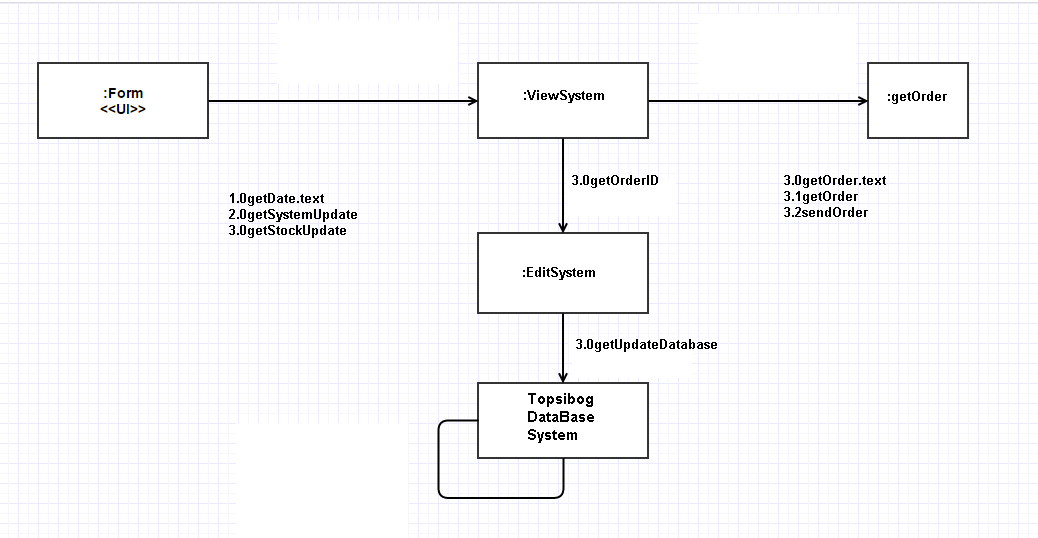 :Form
<<UI>>
:ViewSystem
:getOrder
1.0getDate.text
2.0getSystemUpdate
3.0getStockUpdate
3.0getOrderID
3.0getOrder.text
3.1getOrder
3.2sendOrder
:EditSystem
3.0getUpdateDatabase
Topsibog
DataBase
System